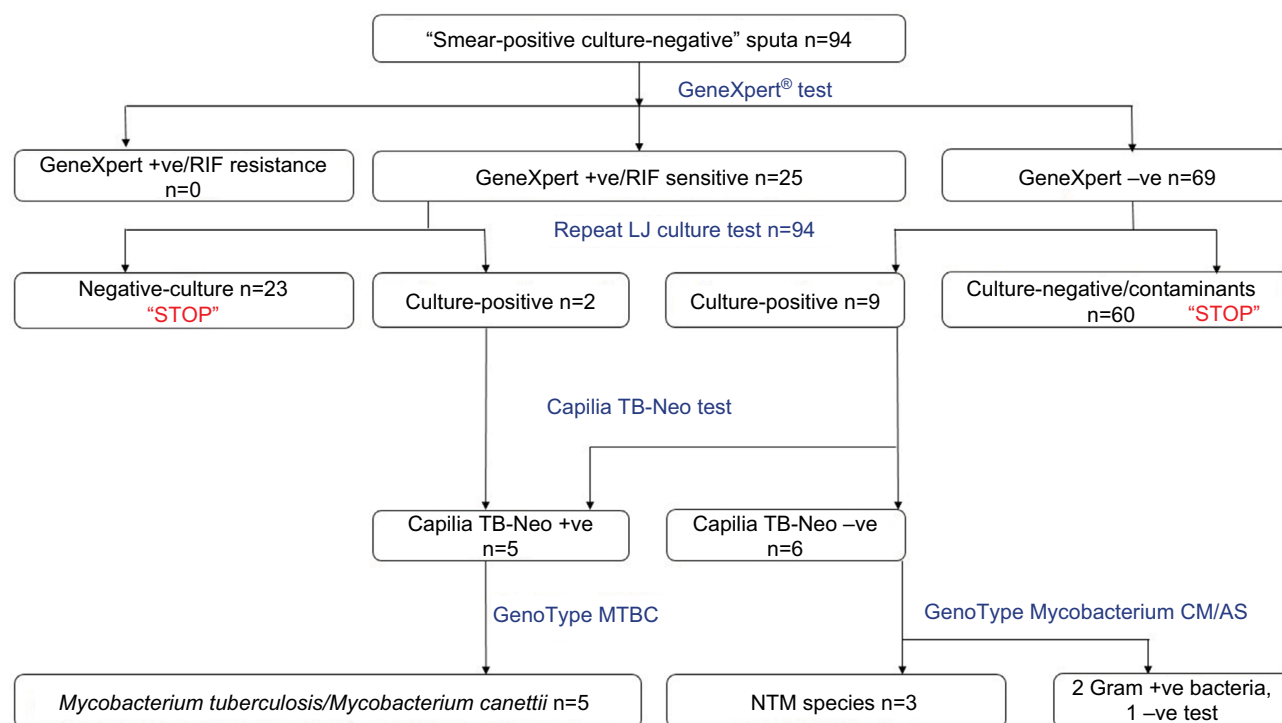 “Smear-positive culture-negative” sputa n=94
GeneXpert® test
GeneXpert +ve/RIF resistance
n=0
GeneXpert +ve/RIF sensitive n=25
GeneXpert –ve n=69
Repeat LJ culture test n=94
Negative-culture n=23
“STOP”
Culture-positive n=2
Culture-positive n=9
Culture-negative/contaminants
n=60 “STOP”
Capilia TB-Neo test
Capilia TB-Neo +ve
n=5
Capilia TB-Neo –ve
n=6
GenoType MTBC
GenoType Mycobacterium CM/AS
Mycobacterium tuberculosis/Mycobacterium canettii n=5
NTM species n=3
2 Gram +ve bacteria,
1 –ve test